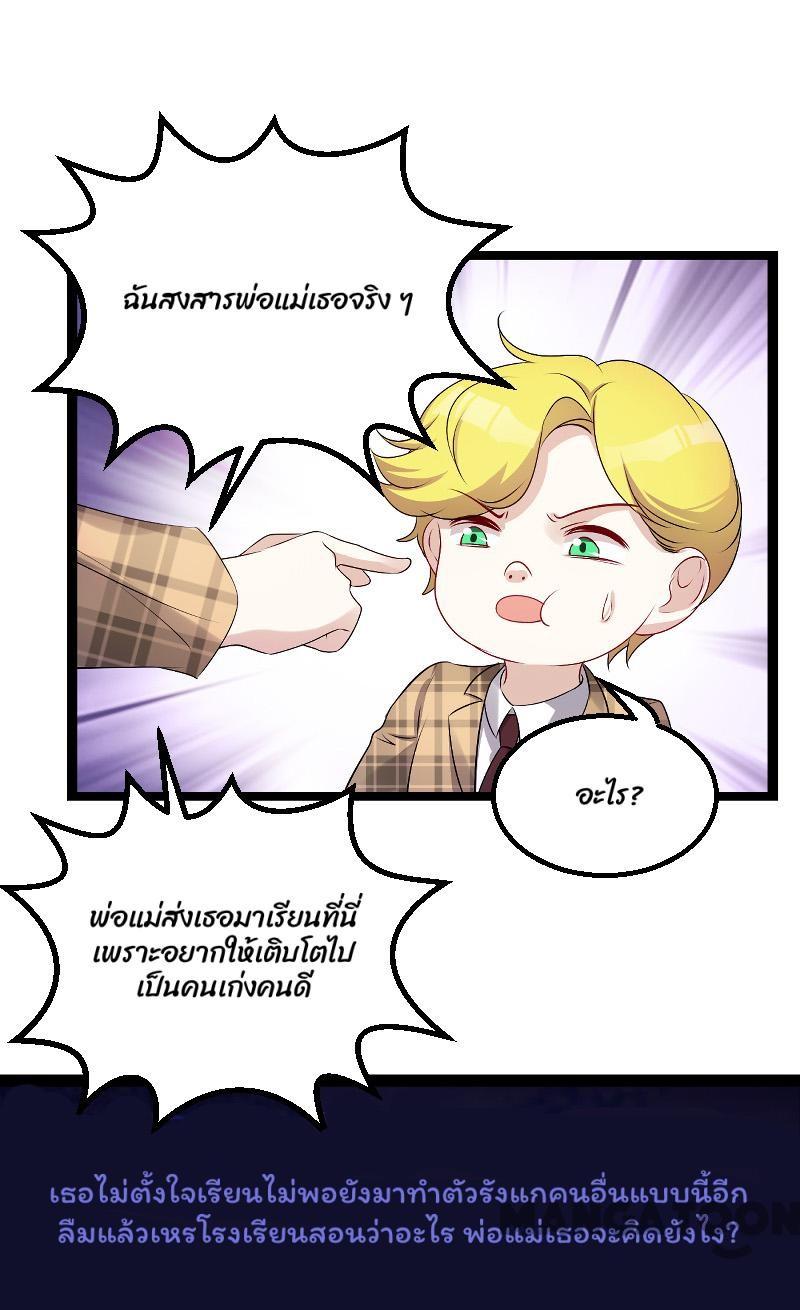 ฉันสงสารพ่อแม่เธอจริง ๆ
อะไร?
พ่อแม่ส่งเธอมาเรียนที่นี่
เพราะอยากให้เติบโตไป
เป็นคนเก่งคนดี
เธอไม่ตั้งใจเรียนไม่พอยังมาทำตัวรังแกคนอื่นแบบนี้อีก
ลืมแล้วเหรโรงเรียนสอนว่าอะไร พ่อแม่เธอจะคิดยังไง?
MANGATOON